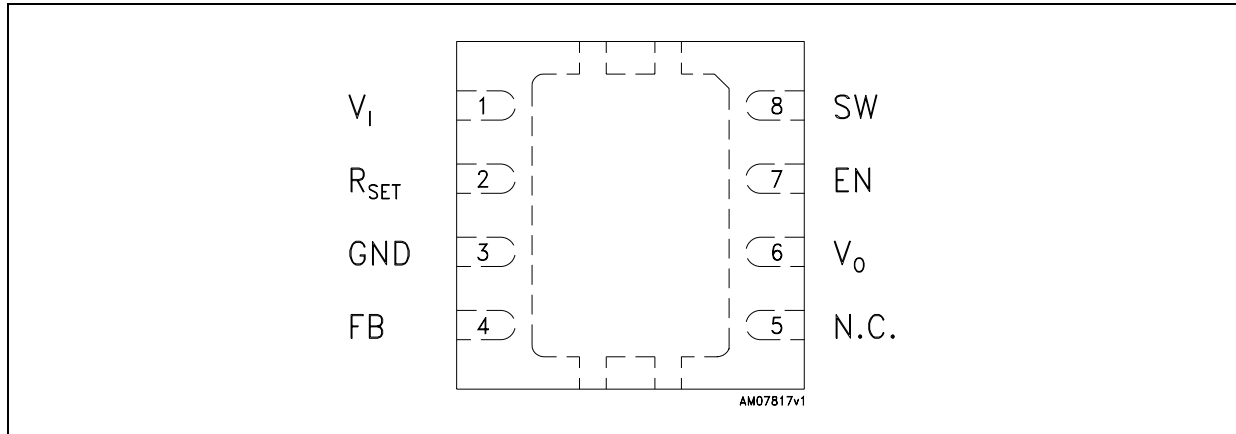 V_I 1 8 SW
R_SET 2 7 EN
GND 3 6 V_O
FB 4 5 N.C.
AM07817v1